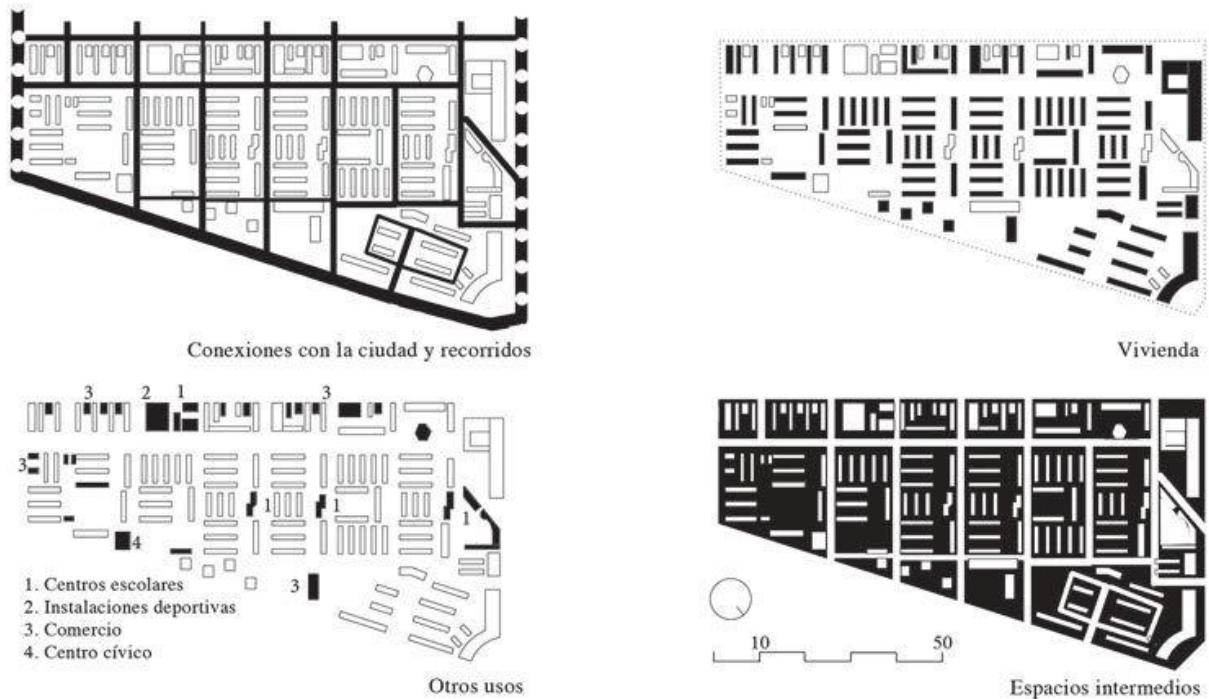 Conexiones con la ciudad y recorridos
Vivienda
3
2
1
3
3
1
1
1
4
3
1. Centros escolares
2. Instalaciones deportivas
3. Comercio
4. Centro cívico
Otros usos
10
50
Espacios intermedios